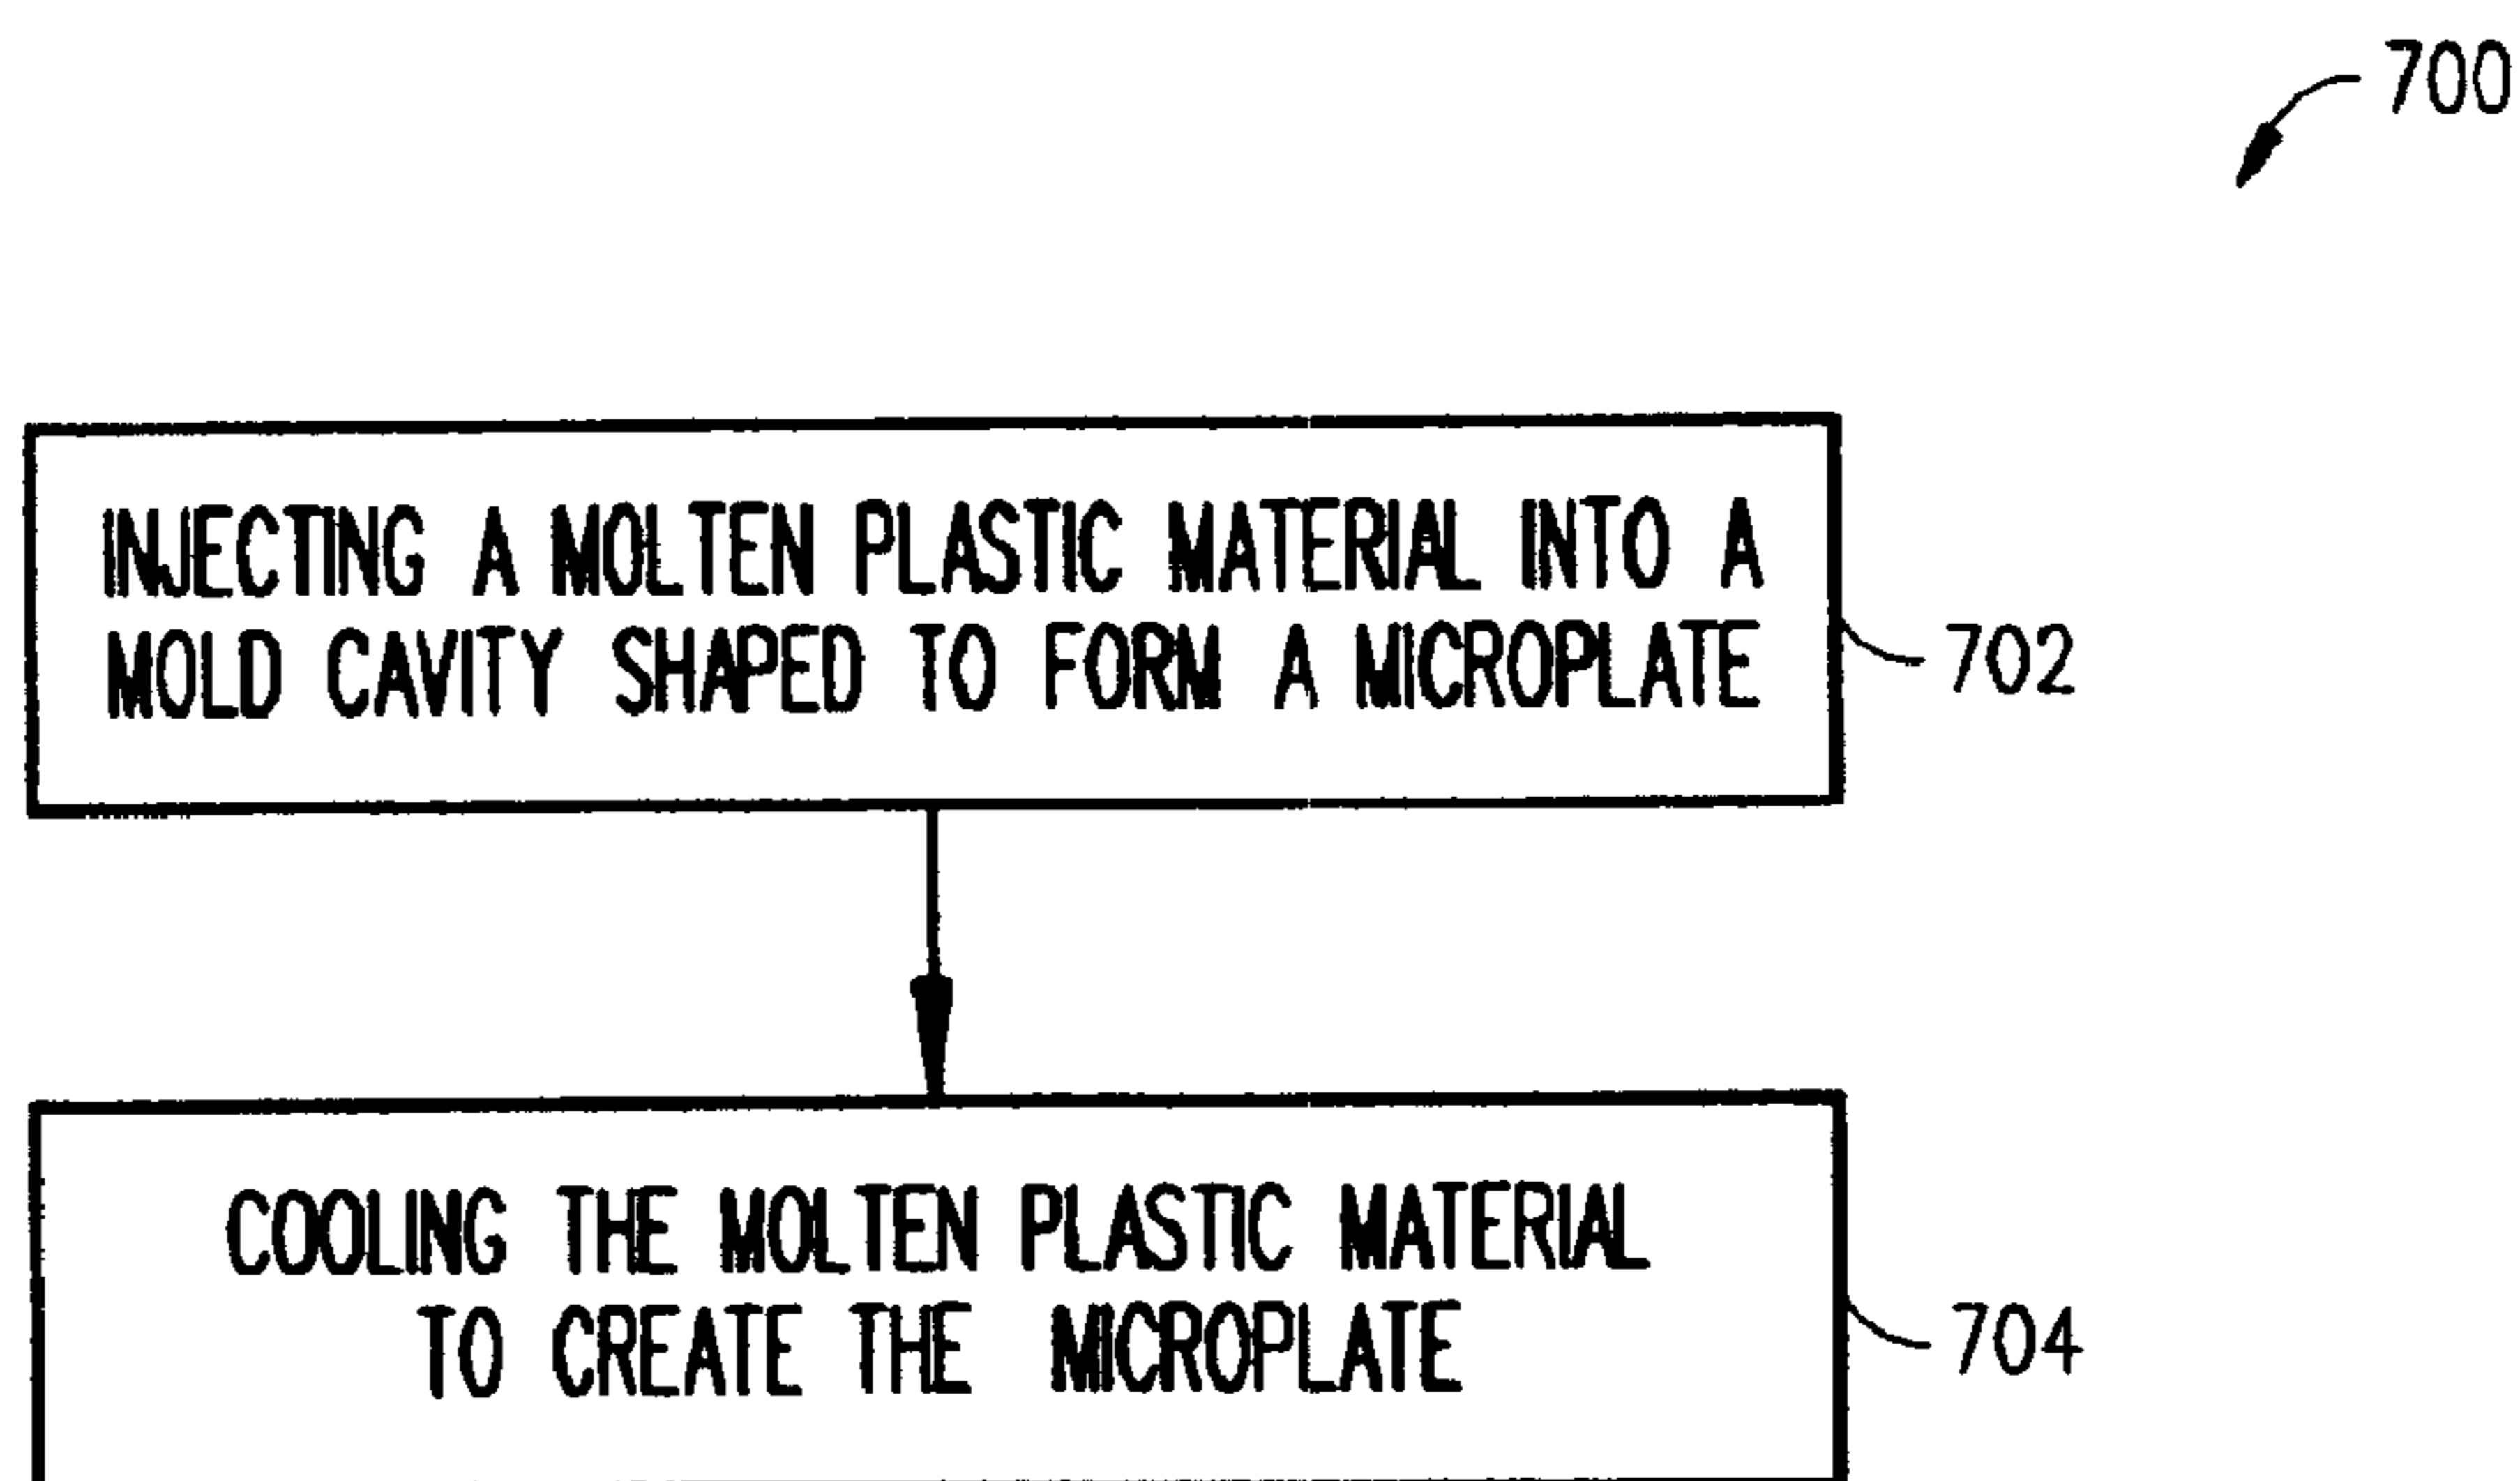 700
INJECTING A MOLTEN PLASTIC MATERIAL INTO A
MOLD CAVITY SHAPED TO FORM A MICROPLATE
702
COOLING THE MOLTEN PLASTIC MATERIAL
TO CREATE THE MICROPLATE
704